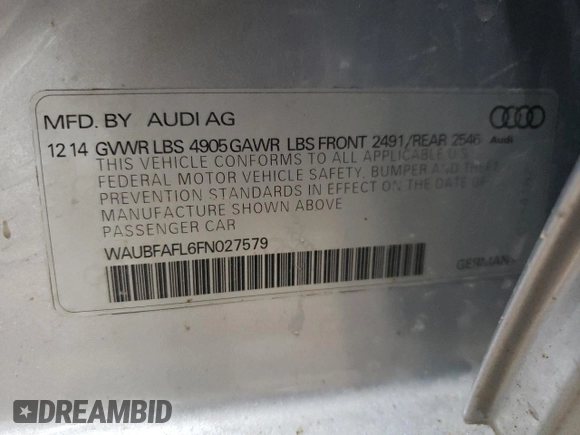 MFD. BY AUDI AG
12 14 GVWR LBS 4905 GAWR LBS FRONT 2491/REAR 2546
Audi
THIS VEHICLE CONFORMS TO ALL APPLICABLE U.S.
FEDERAL MOTOR VEHICLE SAFETY, BUMPER AND THEFT
PREVENTION STANDARDS IN EFFECT ON THE DATE OF
MANUFACTURE SHOWN ABOVE
PASSENGER CAR
WAUBFAFL6FN027579
GERMANY
DREAMBID